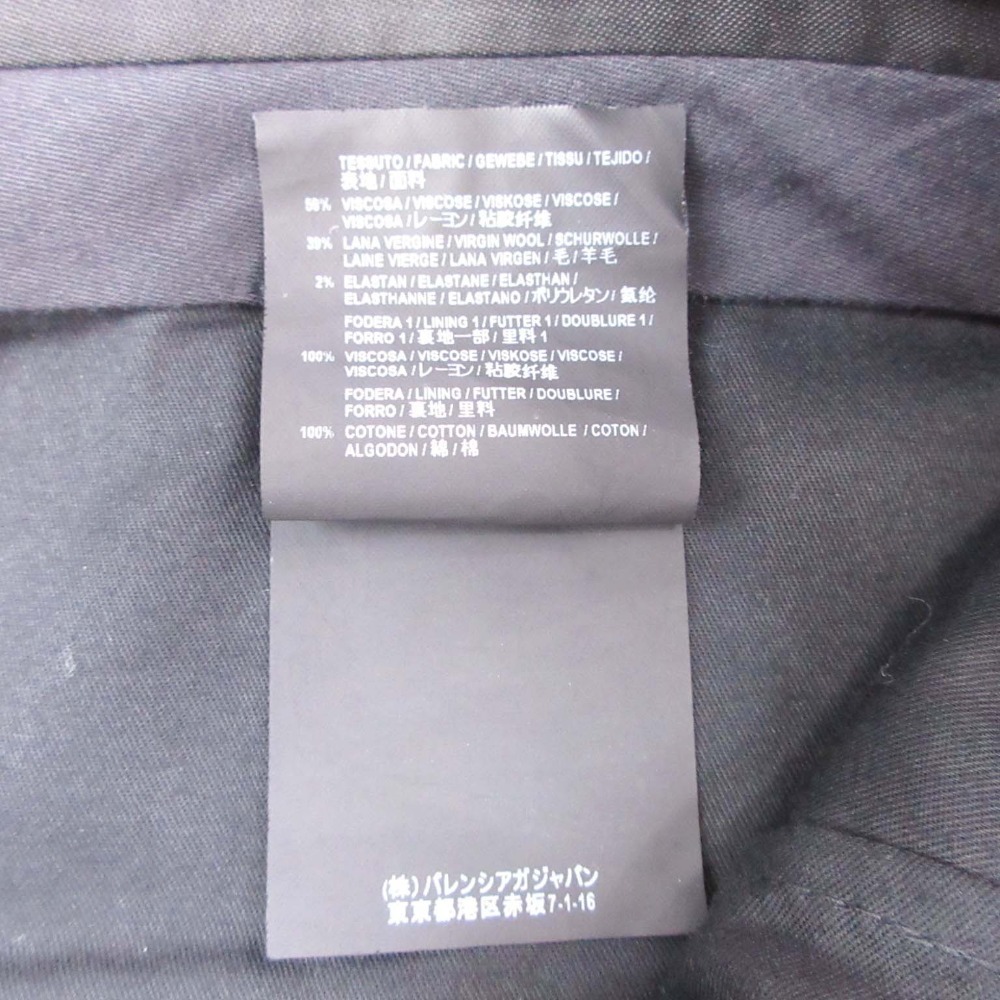 TESSUTO / FABRIC / GEWEBE / TISSU / TEJIDO /
表地 / 面料
59% VISCOSA / VISCOSE / VISKOSE / VISCOSE /
VISCOSA / レーヨン / 粘胶纤维
39% LANA VERGINE / VIRGIN WOOL / SCHURWOLLE /
LAINE VIERGE / LANA VIRGEN / 毛 / 羊毛
2% ELASTAN / ELASTANE / ELASTHAN /
ELASTHANNE / ELASTANO / ポリウレタン / 氨纶
FODERA 1 / LINING 1 / FUTTER 1 / DOUBLURE 1 /
FORRO 1 / 裏地一部 / 里料 1
100% VISCOSA / VISCOSE / VISKOSE / VISCOSE /
VISCOSA / レーヨン / 粘胶纤维
FODERA / LINING / FUTTER / DOUBLURE /
FORRO / 裏地 / 里料
100% COTONE / COTTON / BAUMWOLLE / COTON /
ALGODON / 綿 / 棉
(株) バレンシアガジャパン
東京都港区赤坂7-1-16